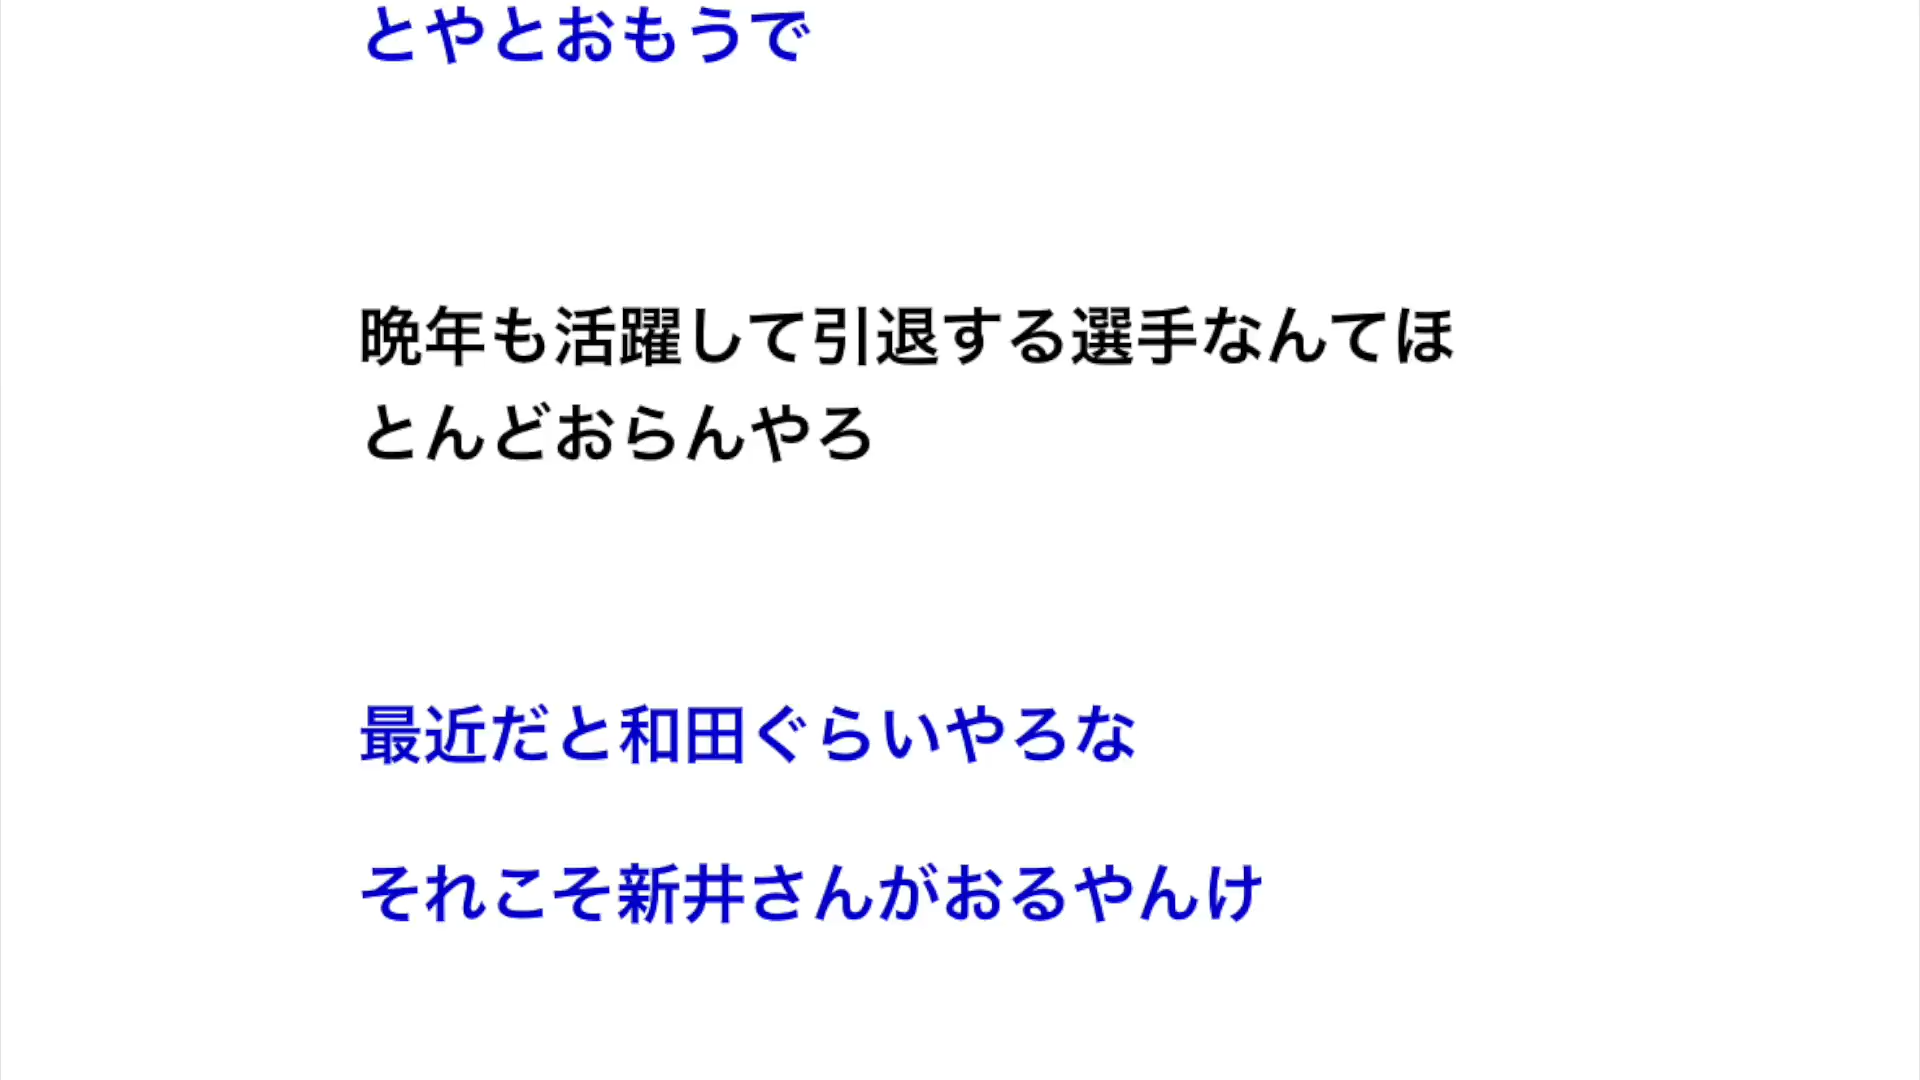 とやとおもうで
晩年も活躍して引退する選手なんてほ
とんどおらんやろ
最近だと和田ぐらいやろな
それこそ新井さんがおるやんけ